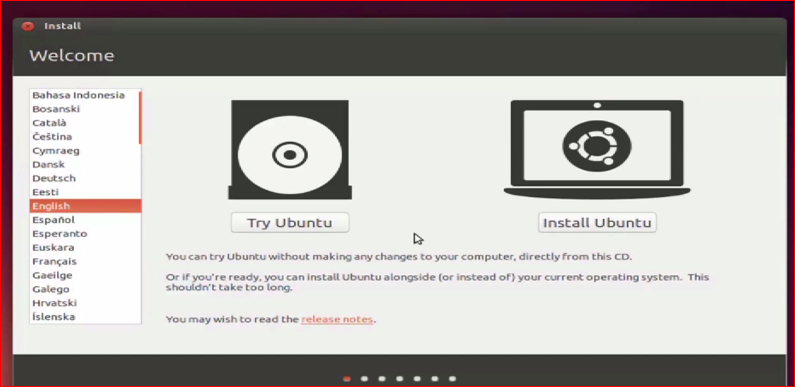 Install
Welcome
Bahasa Indonesia
Bosanski
Català
Čeština
Cymraeg
Dansk
Deutsch
Eesti
English
Español
Esperanto
Euskara
Français
Gaeilge
Galego
Hrvatski
Íslenska
Try Ubuntu
Install Ubuntu
You can try Ubuntu without making any changes to your computer, directly from this CD.
Or if you're ready, you can install Ubuntu alongside (or instead of) your current operating system. This
shouldn't take too long.
You may wish to read the release notes.